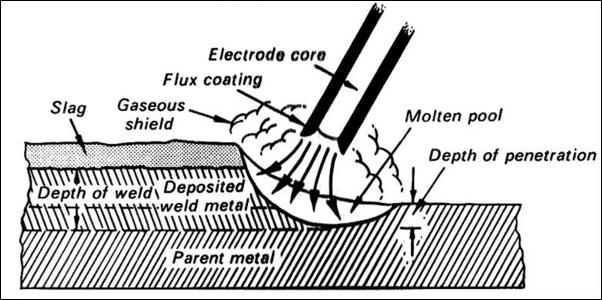 Electrode core
Flux coating
Gaseous
shield
Slag
Molten pool
Depth of penetration
Depth of weld
Deposited
weld metal
Parent metal